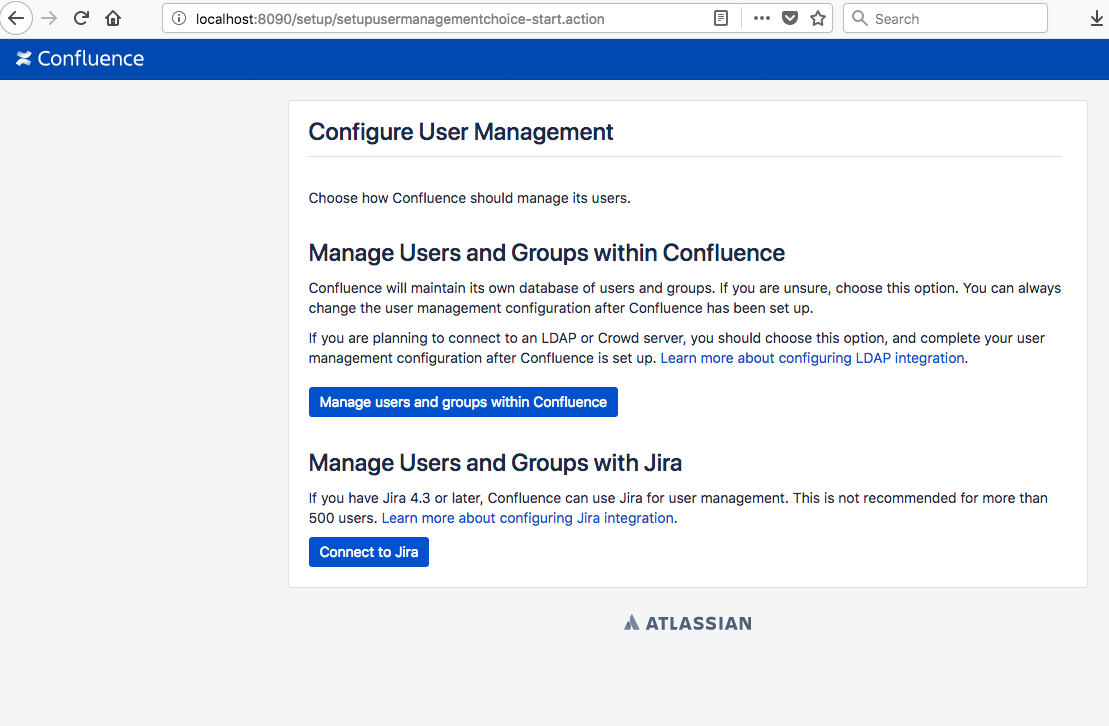 localhost:8090/setup/setupusermanagementchoice-start.action
Search
Confluence
Configure User Management
Choose how Confluence should manage its users.
Manage Users and Groups within Confluence
Confluence will maintain its own database of users and groups. If you are unsure, choose this option. You can always
change the user management configuration after Confluence has been set up.
If you are planning to connect to an LDAP or Crowd server, you should choose this option, and complete your user
management configuration after Confluence is set up. Learn more about configuring LDAP integration.
Manage users and groups within Confluence
Manage Users and Groups with Jira
If you have Jira 4.3 or later, Confluence can use Jira for user management. This is not recommended for more than
500 users. Learn more about configuring Jira integration.
Connect to Jira
ATLASSIAN